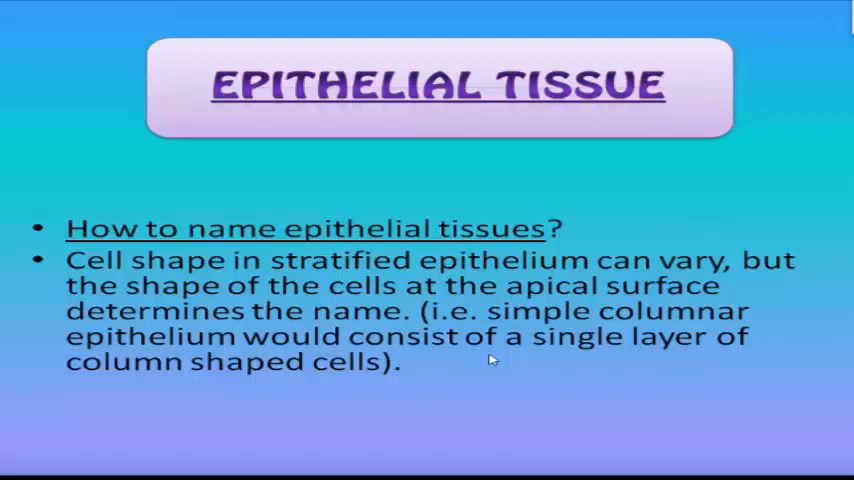 EPITHELIAL TISSUE
• How to name epithelial tissues?
• Cell shape in stratified epithelium can vary, but
the shape of the cells at the apical surface
determines the name. (i.e. simple columnar
epithelium would consist of a single layer of
column shaped cells).